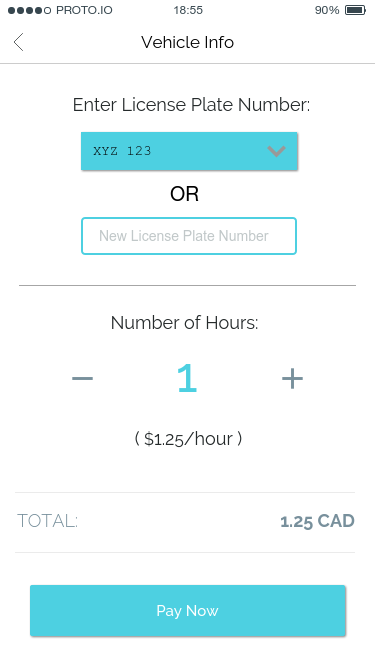 PROTO.IO 18:55 90%
Vehicle Info
Enter License Plate Number:
XYZ 123
OR
New License Plate Number
Number of Hours:
− 1 +
( $1.25/hour )
TOTAL: 1.25 CAD
Pay Now